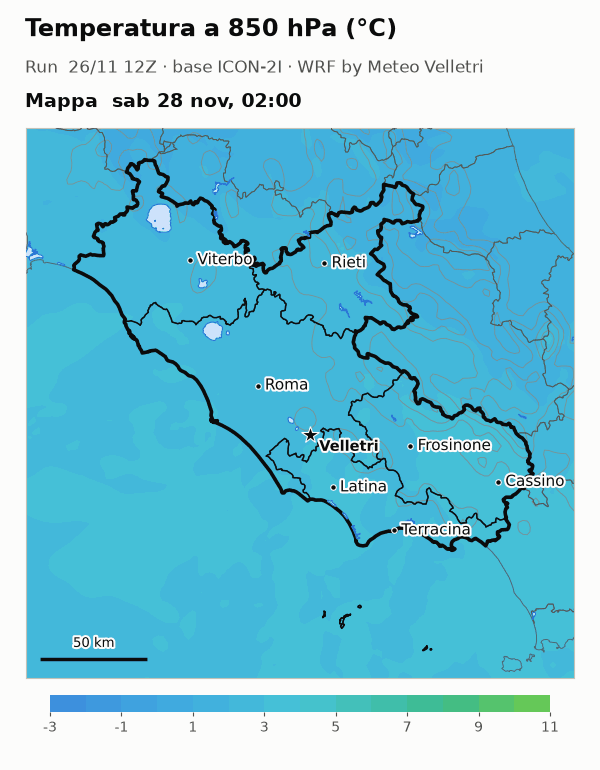 Temperatura a 850 hPa (°C)
Run  26/11 12Z · base ICON-2I · WRF by Meteo Velletri
Mappa  sab 28 nov, 02:00
Viterbo
Rieti
Roma
Velletri
Frosinone
Latina
Cassino
Terracina
50 km
-3 -1 1 3 5 7 9 11